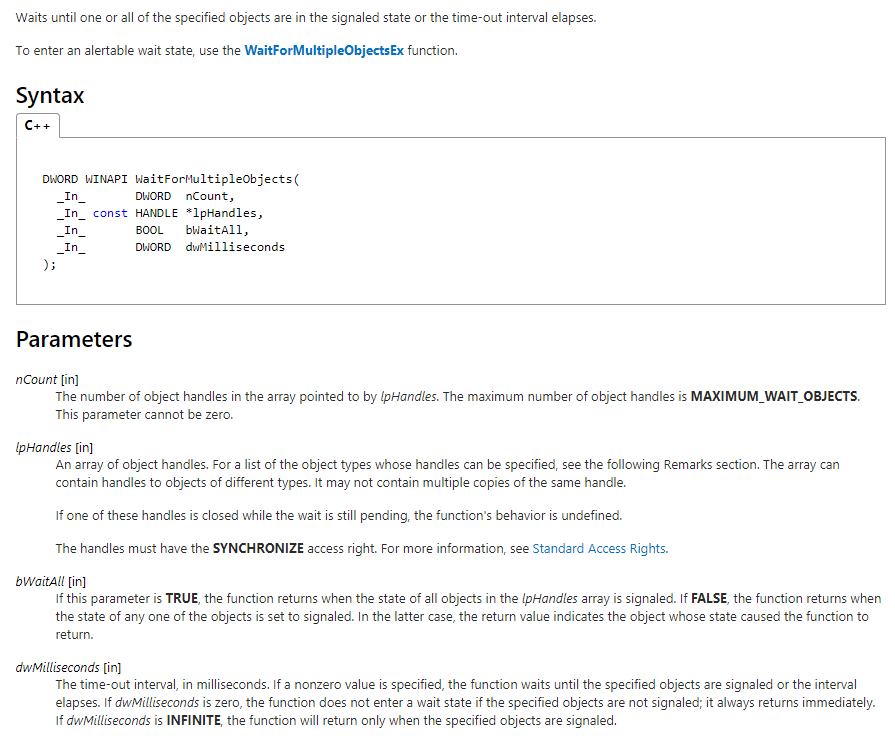 Waits until one or all of the specified objects are in the signaled state or the time-out interval elapses.
To enter an alertable wait state, use the WaitForMultipleObjectsEx function.
Syntax
C++
DWORD WINAPI WaitForMultipleObjects(
_In_ DWORD nCount,
_In_ const HANDLE *lpHandles,
_In_ BOOL bWaitAll,
_In_ DWORD dwMilliseconds
);
Parameters
nCount [in]
The number of object handles in the array pointed to by lpHandles. The maximum number of object handles is MAXIMUM_WAIT_OBJECTS.
This parameter cannot be zero.
lpHandles [in]
An array of object handles. For a list of the object types whose handles can be specified, see the following Remarks section. The array can
contain handles to objects of different types. It may not contain multiple copies of the same handle.
If one of these handles is closed while the wait is still pending, the function's behavior is undefined.
The handles must have the SYNCHRONIZE access right. For more information, see Standard Access Rights.
bWaitAll [in]
If this parameter is TRUE, the function returns when the state of all objects in the lpHandles array is signaled. If FALSE, the function returns when
the state of any one of the objects is set to signaled. In the latter case, the return value indicates the object whose state caused the function to
return.
dwMilliseconds [in]
The time-out interval, in milliseconds. If a nonzero value is specified, the function waits until the specified objects are signaled or the interval
elapses. If dwMilliseconds is zero, the function does not enter a wait state if the specified objects are not signaled; it always returns immediately.
If dwMilliseconds is INFINITE, the function will return only when the specified objects are signaled.